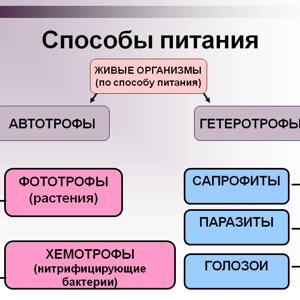 Способы питания
ЖИВЫЕ ОРГАНИЗМЫ
(по способу питания)
АВТОТРОФЫ
ГЕТЕРОТРОФЫ
ФОТОТРОФЫ
(растения)
САПРОФИТЫ
ПАРАЗИТЫ
ХЕМОТРОФЫ
(нитрифицирующие
бактерии)
ГОЛОЗОИ